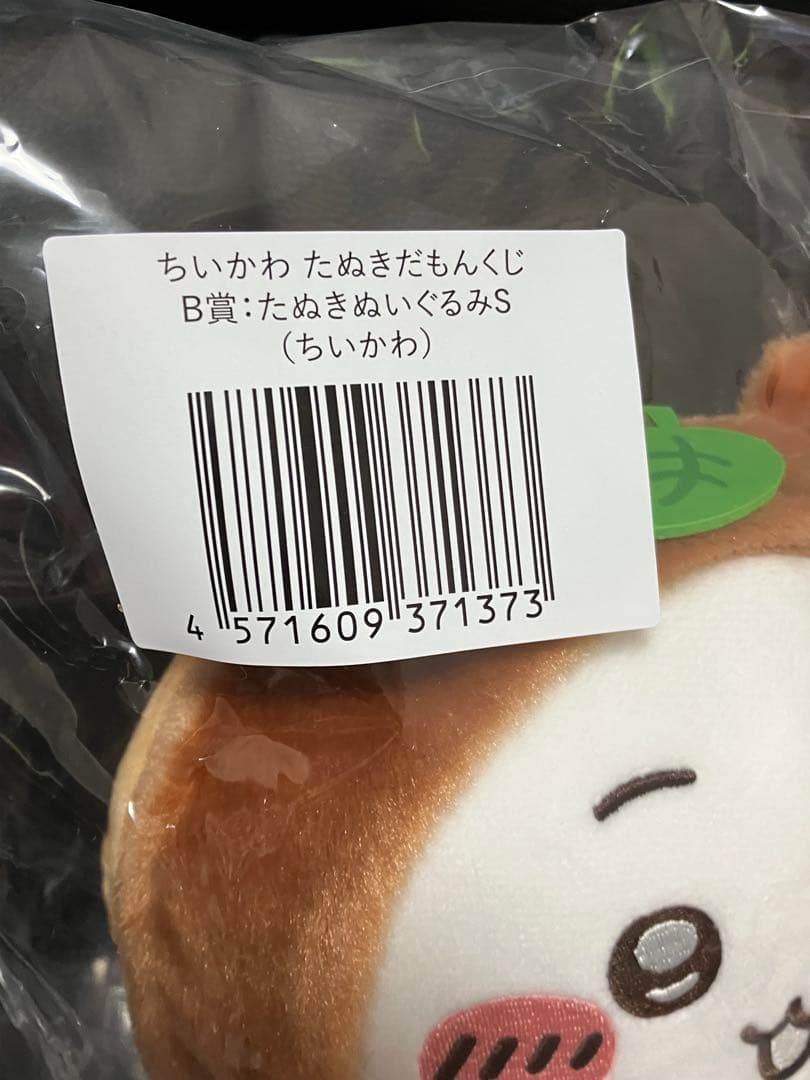 ちいかわ たぬきだもんくじ
B賞：たぬきぬいぐるみS
（ちいかわ）
4 571609 371373